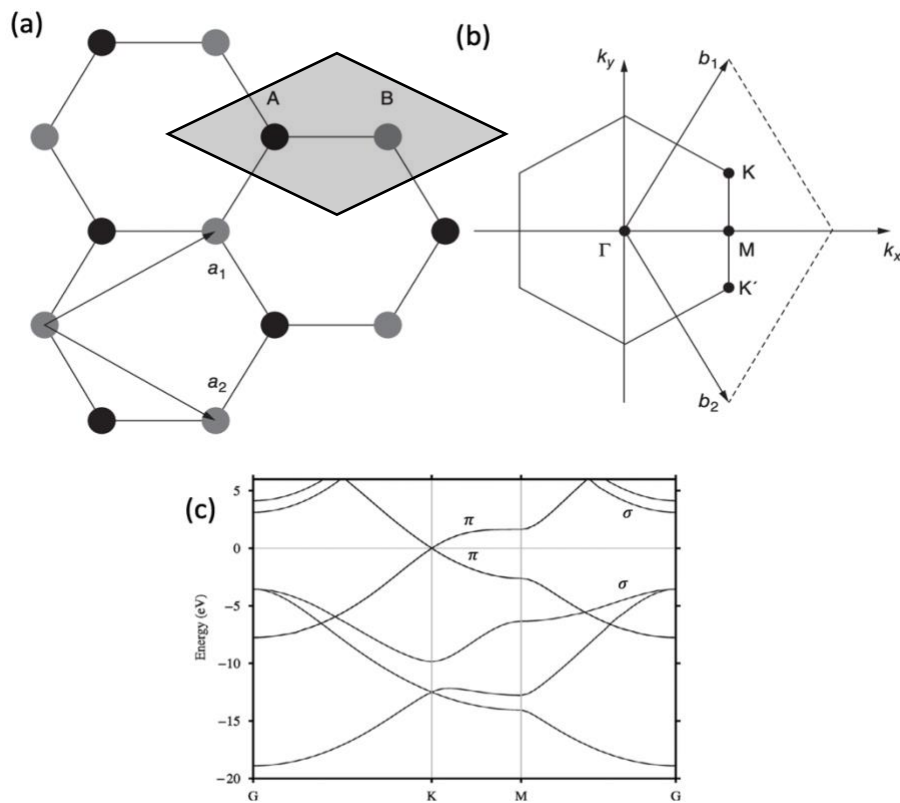 (a)
A
B
a1
a2
(b)
ky
b1
K
Γ
M
kx
K´
b2
(c)
5
π
σ
0
π
σ
−5
Energy (eV)
−10
−15
−20
G
K
M
G